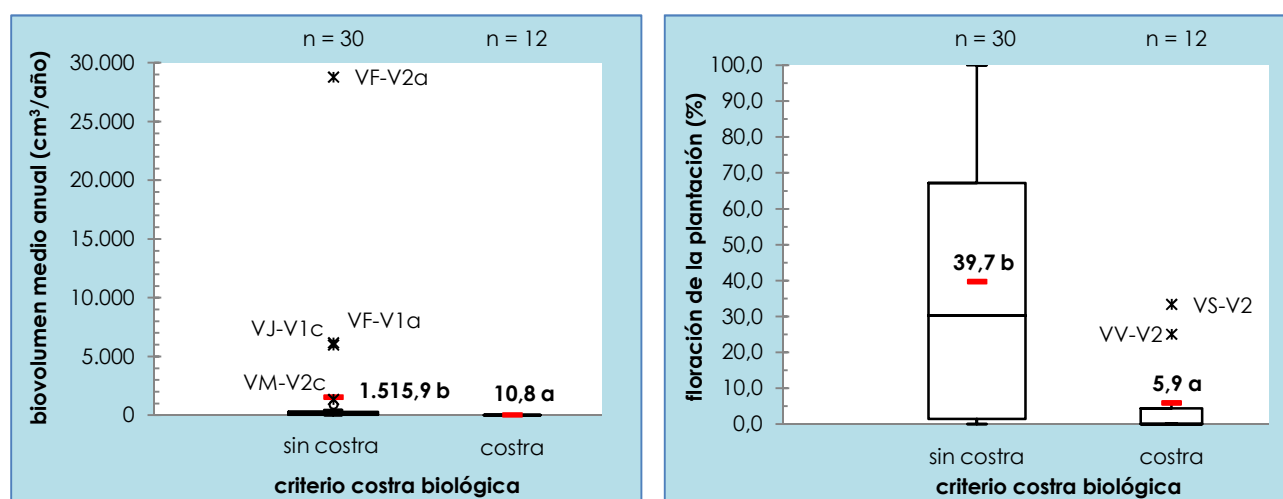 n = 30 n = 12
biovolumen medio anual (cm³/año)
30.000
25.000
20.000
15.000
10.000
5.000
0
VF-V2a
VJ-V1c VF-V1a
VM-V2c
1.515,9 b
10,8 a
sin costra costra
criterio costra biológica
n = 30 n = 12
floración de la plantación (%)
100,0
90,0
80,0
70,0
60,0
50,0
40,0
30,0
20,0
10,0
0,0
39,7 b
VS-V2
VV-V2
5,9 a
sin costra costra
criterio costra biológica